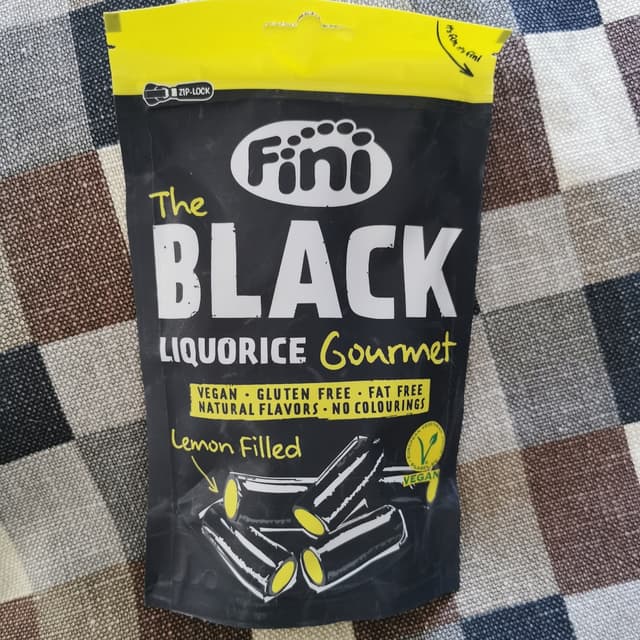 ZIP-LOCK
Fini
The
BLACK
LIQUORICE Gourmet
VEGAN · GLUTEN FREE · FAT FREE
NATURAL FLAVORS · NO COLOURINGS
Lemon Filled
VEGAN